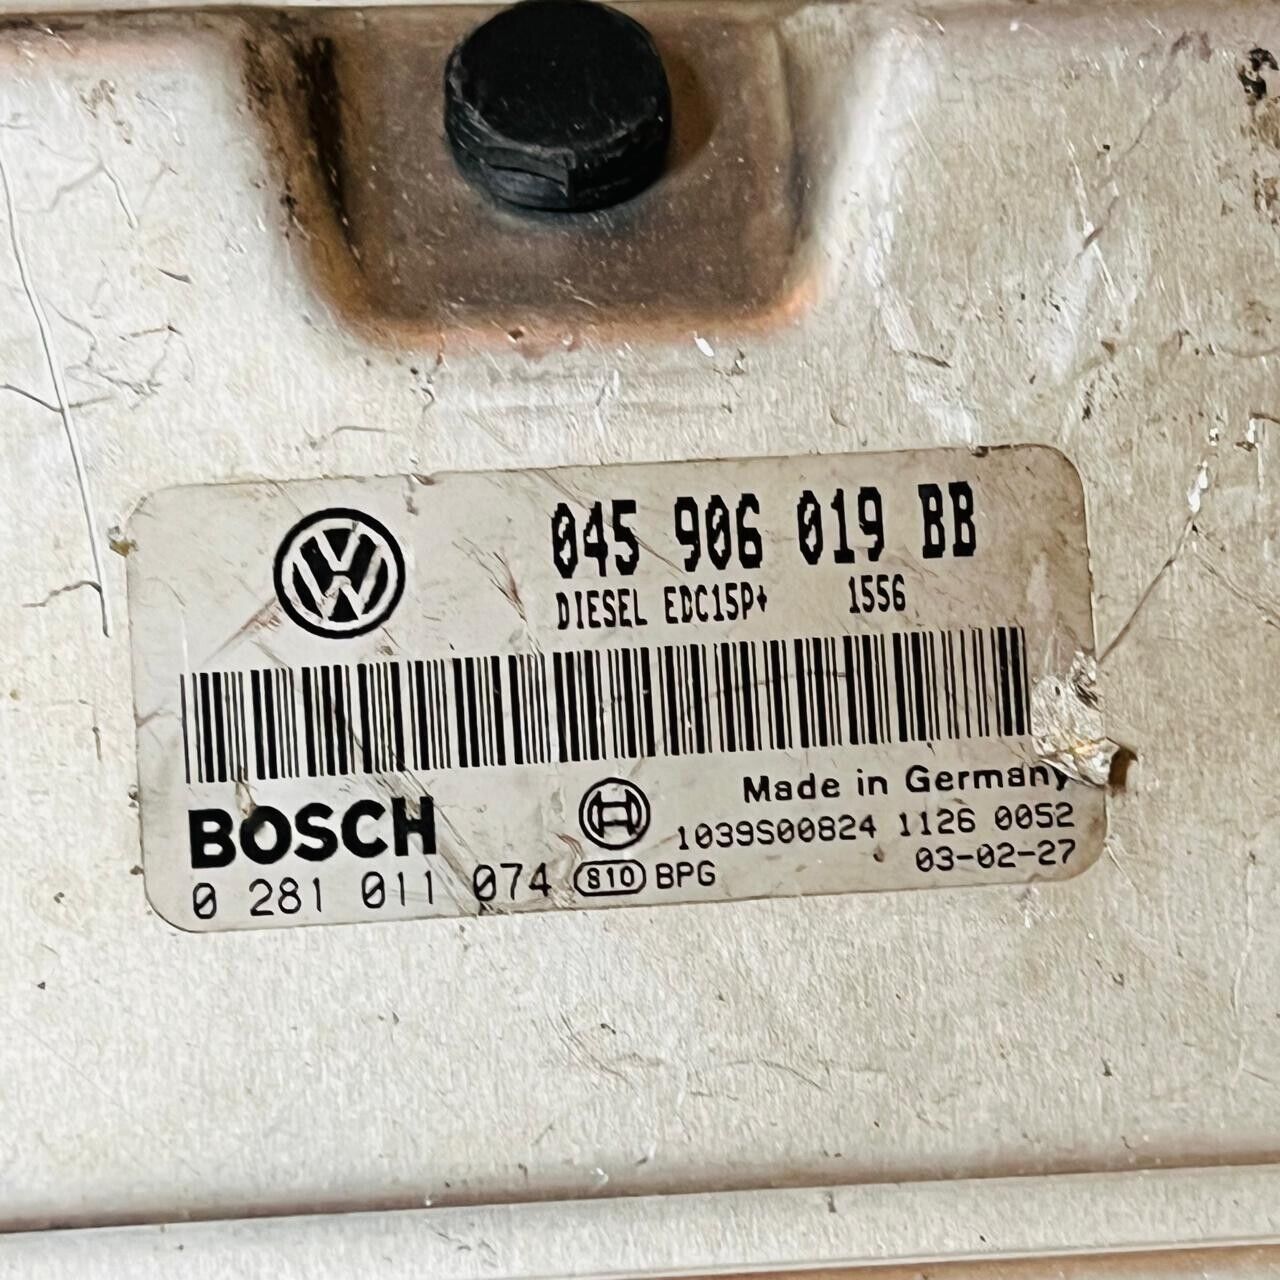 045 906 019 BB
DIESEL EDC15P+ 1556
Made in Germany
BOSCH
1039S00824 1126 0052
0 281 011 074 S10 BPG
03-02-27